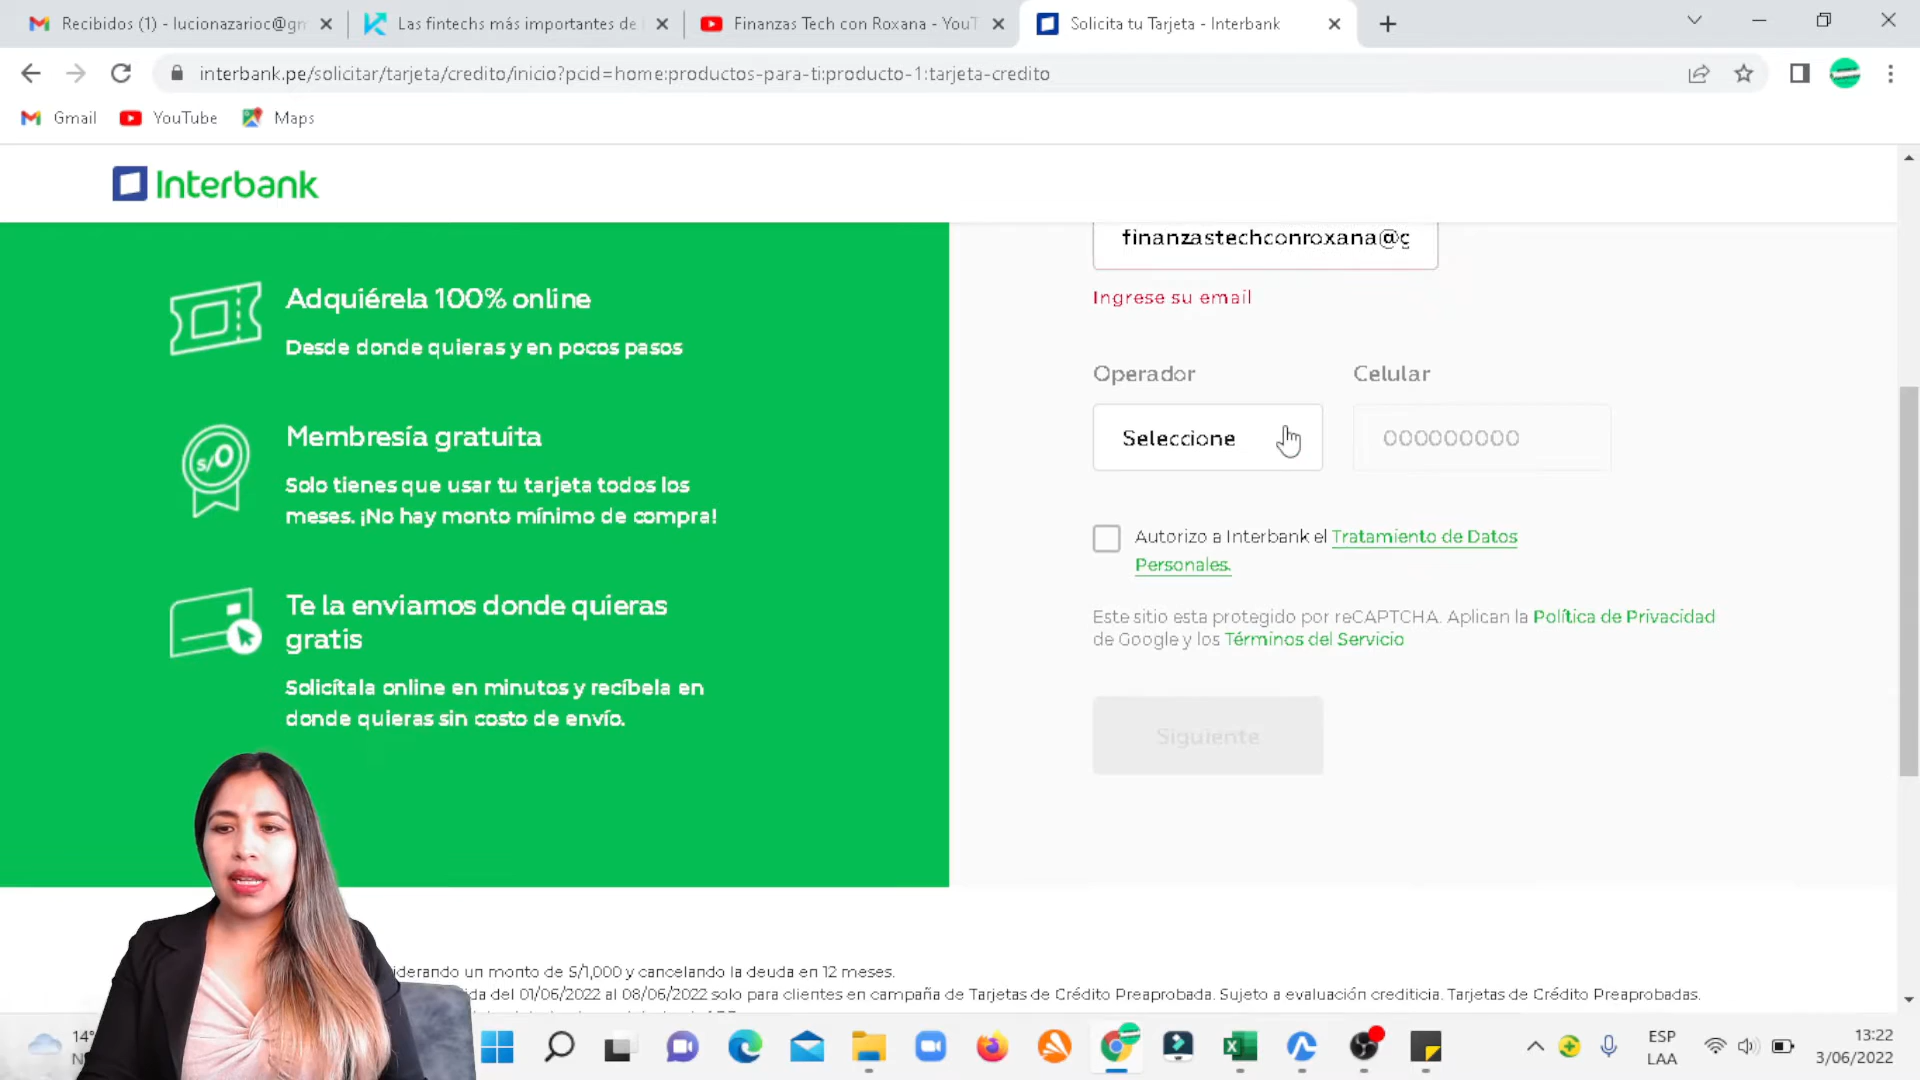 Recibidos (1) - lucionazarioc@gm
Las fintechs más importantes de
Finanzas Tech con Roxana - YouT
Solicita tu Tarjeta - Interbank
interbank.pe/solicitar/tarjeta/credito/inicio?pcid=home:productos-para-ti:producto-1:tarjeta-credito
Gmail
YouTube
Maps
Interbank
Adquiérela 100% online
Desde donde quieras y en pocos pasos
s/0
Membresía gratuita
Solo tienes que usar tu tarjeta todos los
meses. ¡No hay monto mínimo de compra!
Te la enviamos donde quieras
gratis
Solicítala online en minutos y recíbela en
donde quieras sin costo de envío.
finanzastechconroxana@g
Ingrese su email
Operador
Celular
Seleccione
000000000
Autorizo a Interbank el Tratamiento de Datos
Personales.
Este sitio esta protegido por reCAPTCHA. Aplican la Política de Privacidad
de Google y los Términos del Servicio
Siguiente
iderando un monto de S/1,000 y cancelando la deuda en 12 meses.
ida del 01/06/2022 al 08/06/2022 solo para clientes en campaña de Tarjetas de Crédito Preaprobada. Sujeto a evaluación crediticia. Tarjetas de Crédito Preaprobadas.
14°
ESP
LAA
13:22
3/06/2022